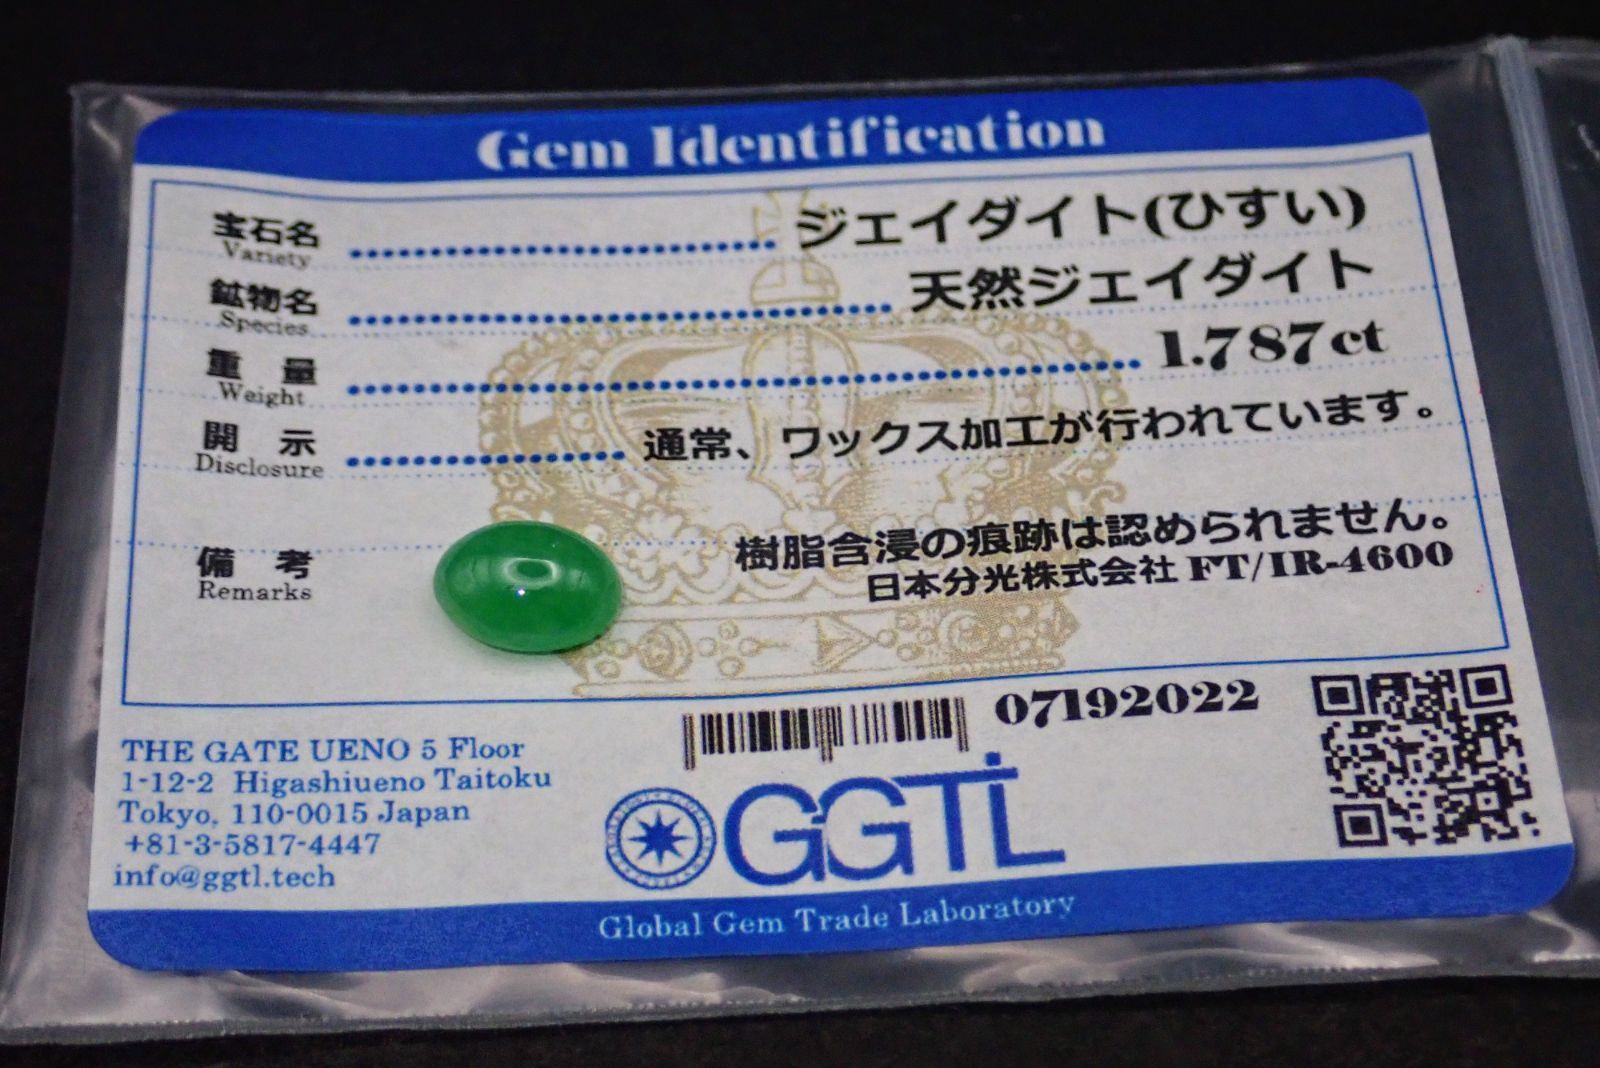 Gem Identification
宝石名 ジェイダイト(ひすい)
Variety
鉱物名 天然ジェイダイト
Species
重 量 1.787ct
Weight
開 示 通常、ワックス加工が行われています。
Disclosure
備 考 樹脂含浸の痕跡は認められません。
Remarks 日本分光株式会社 FT/IR-4600
07192022
THE GATE UENO 5 Floor
1-12-2 Higashiueno Taitoku
Tokyo, 110-0015 Japan
+81-3-5817-4447
info@ggtl.tech
GGTL
Global Gem Trade Laboratory